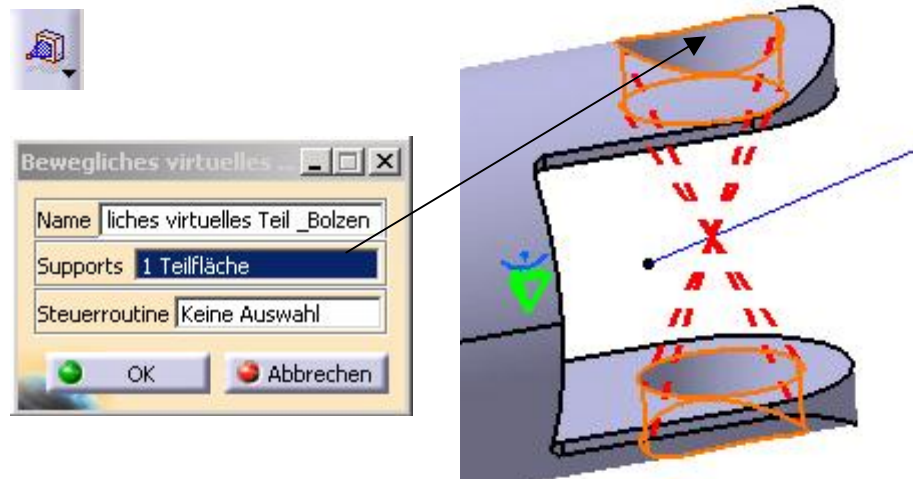 Bewegliches virtuelles ...
Name liches virtuelles Teil _Bolzen
Supports 1 Teilfläche
Steuerroutine Keine Auswahl
OK Abbrechen